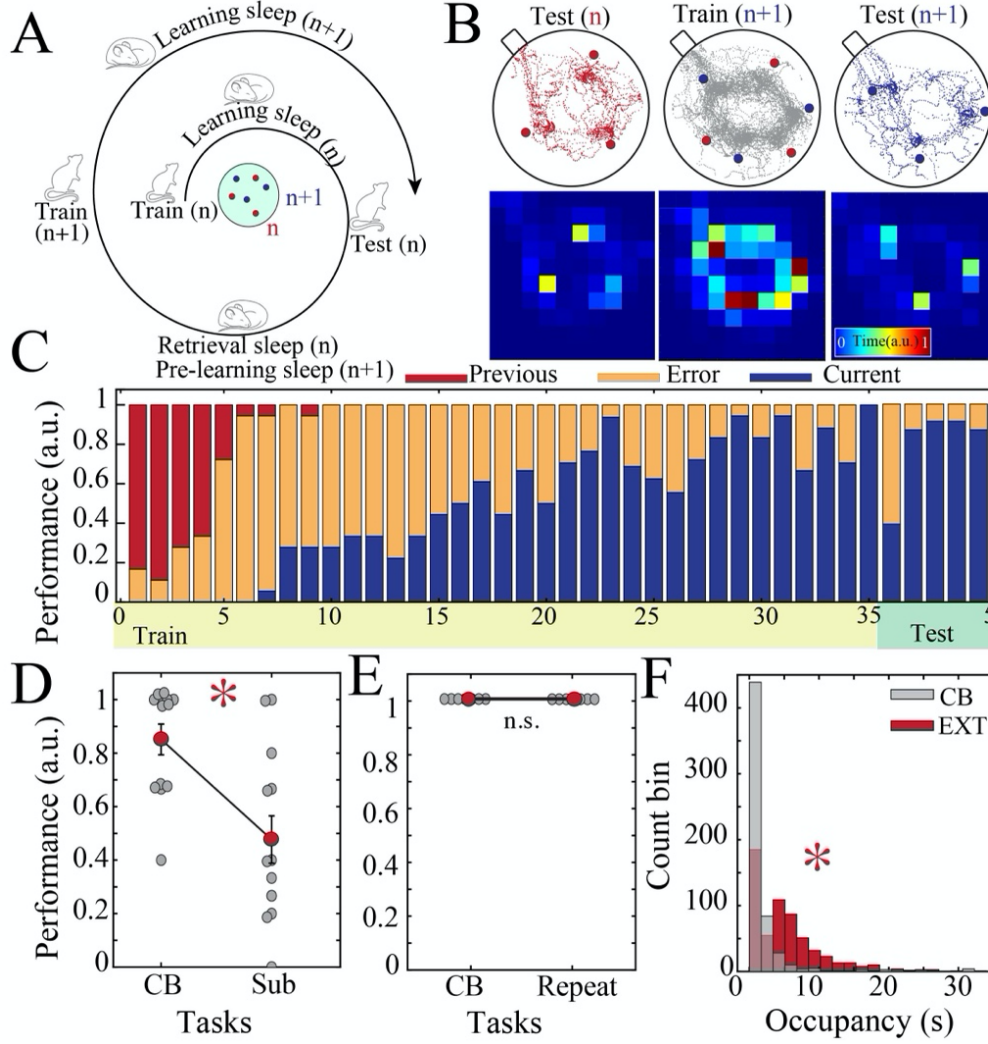 A
Learning sleep (n+1)
Learning sleep (n)
Train (n+1)
Train (n)
n+1
n
Test (n)
Retrieval sleep (n)
Pre-learning sleep (n+1)
B
Test (n)
Train (n+1)
Test (n+1)
0 Time(a.u.) 1
C
Previous
Error
Current
Performance (a.u.)
0.8
0.6
0.4
0.2
0
0 5 10 15 20 25 30 35
Train
Test
D
*
Performance (a.u.)
1
0.8
0.6
0.4
0.2
0
CB Sub
Tasks
E
n.s.
1
0.8
0.6
0.4
0.2
0
CB Repeat
Tasks
F
CB
EXT
*
Count bin
400
300
200
100
0
0 10 20 30
Occupancy (s)